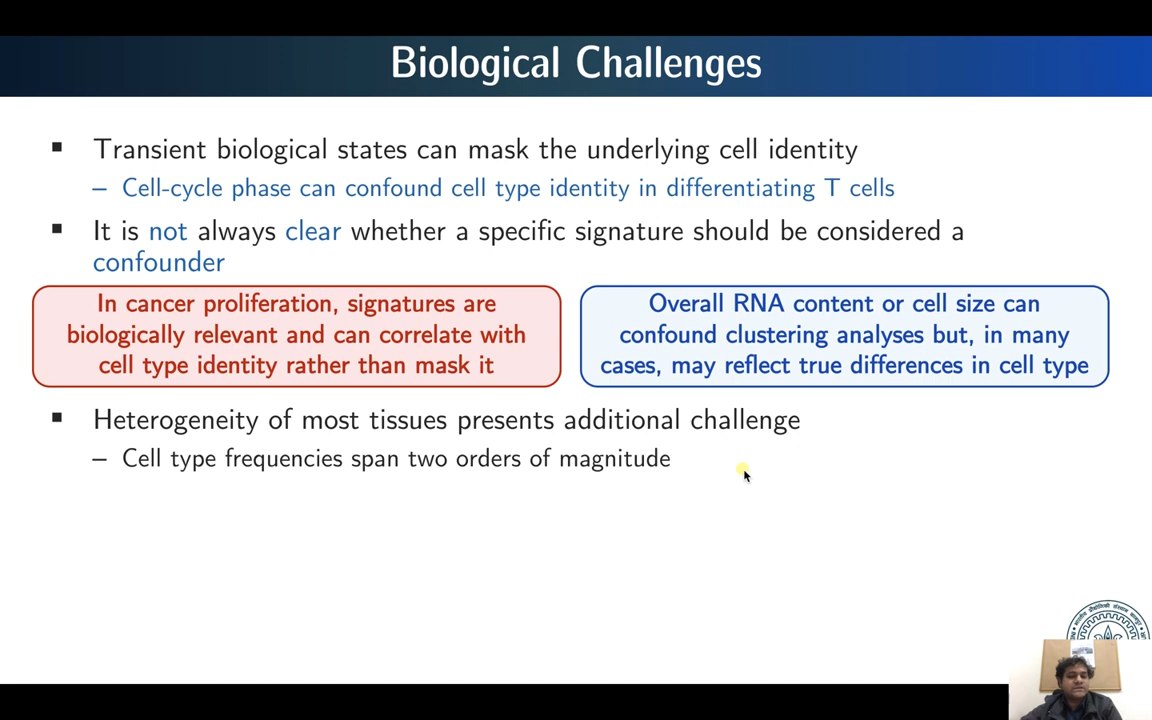 Biological Challenges
Transient biological states can mask the underlying cell identity
– Cell-cycle phase can confound cell type identity in differentiating T cells
It is not always clear whether a specific signature should be considered a
confounder
In cancer proliferation, signatures are
biologically relevant and can correlate with
cell type identity rather than mask it
Overall RNA content or cell size can
confound clustering analyses but, in many
cases, may reflect true differences in cell type
Heterogeneity of most tissues presents additional challenge
– Cell type frequencies span two orders of magnitude